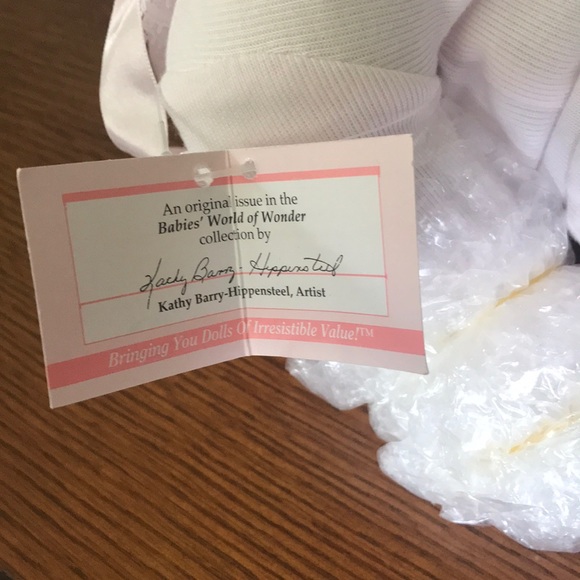 An original issue in the
Babies' World of Wonder
collection by
Kathy Barry-Hippensteel
Kathy Barry-Hippensteel, Artist
Bringing You Dolls Of Irresistible Value!™